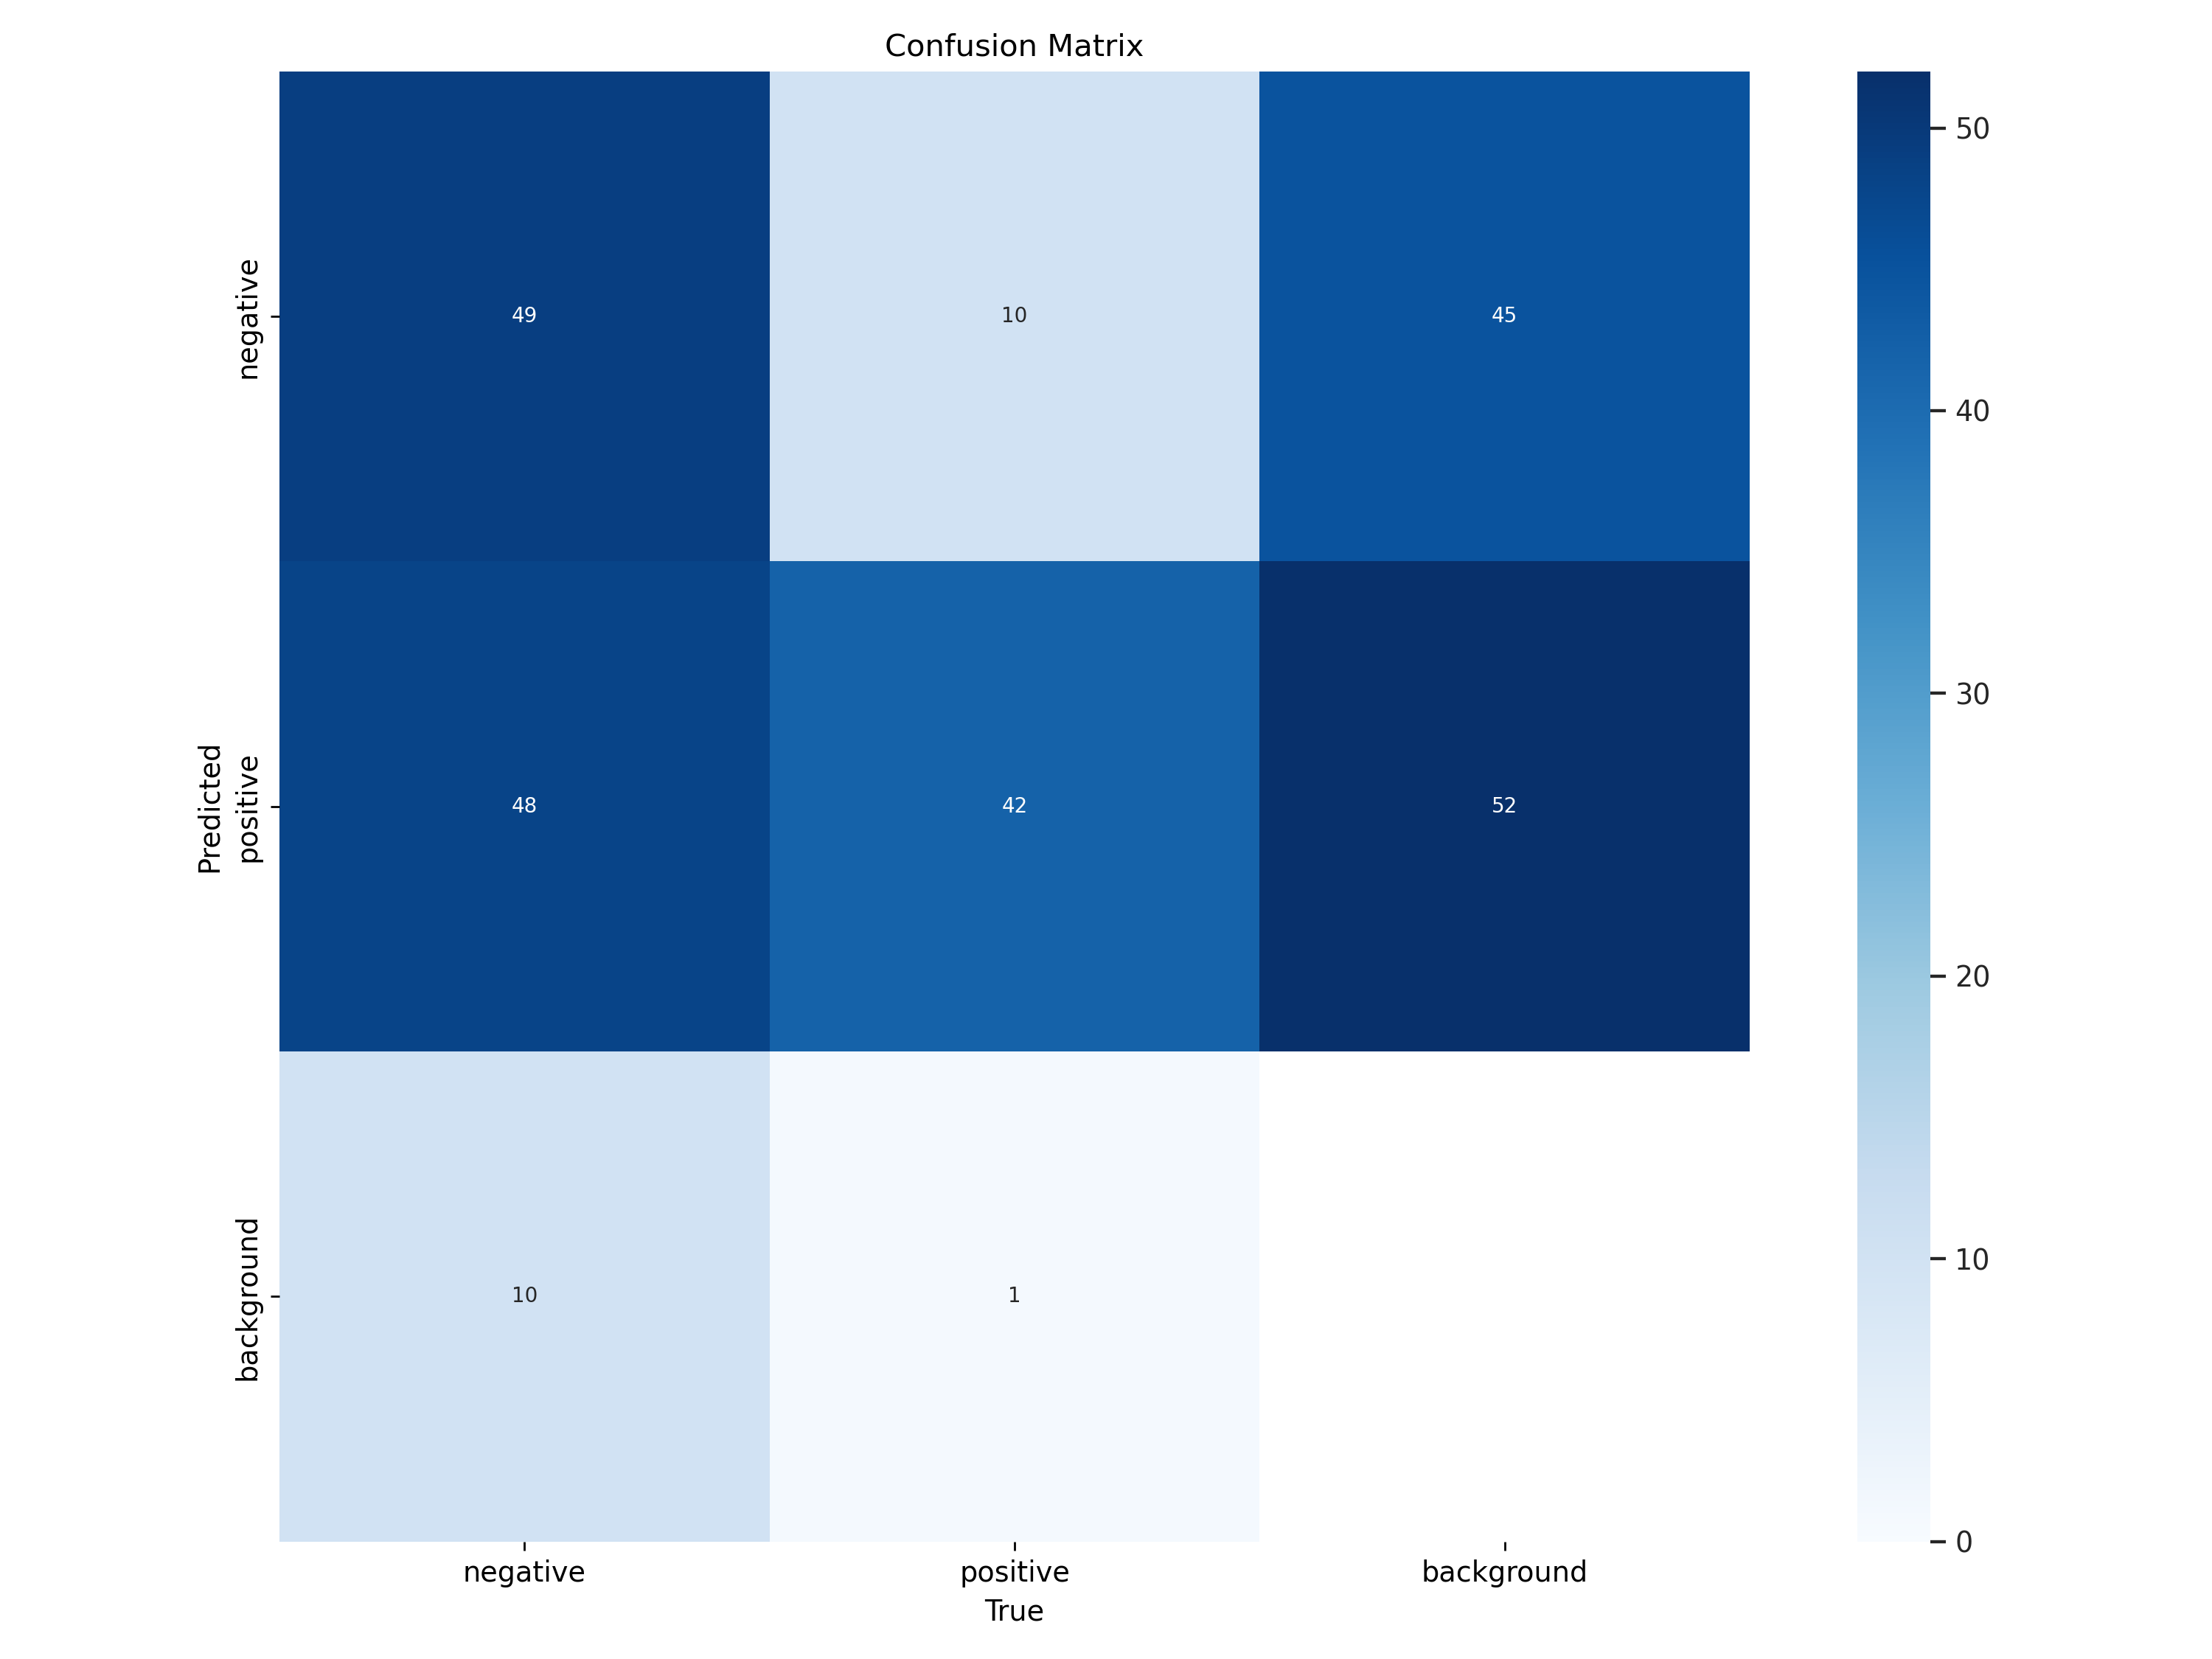 Confusion Matrix
negative
49 10 45
Predicted
positive
48 42 52
background
10 1
negative positive background
True
50
40
30
20
10
0